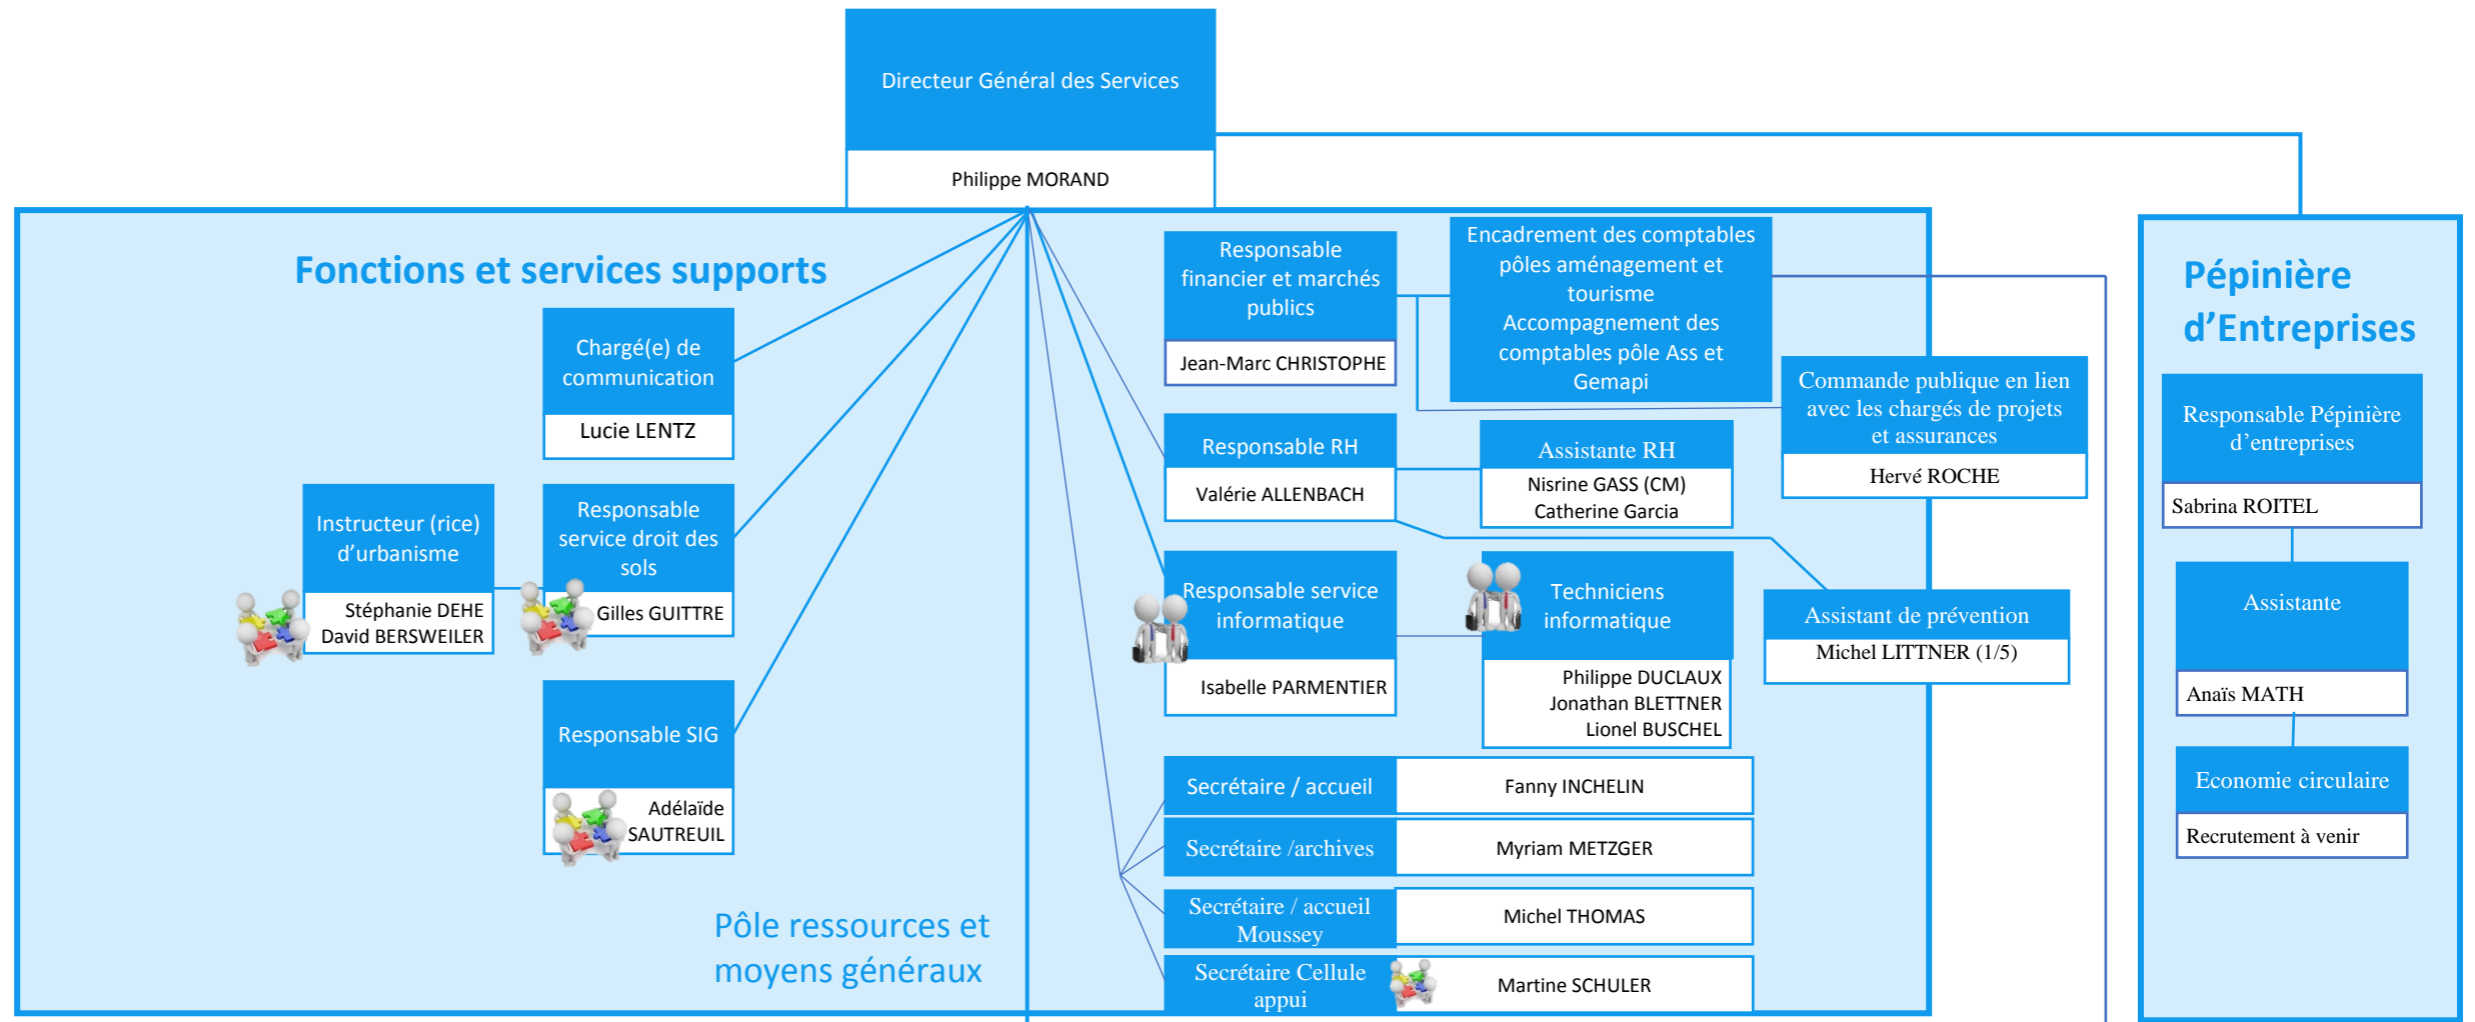 Directeur Général des Services
Philippe MORAND
Fonctions et services supports
Chargé(e) de
communication
Lucie LENTZ
Instructeur (rice)
d'urbanisme
Stéphanie DEHE
David BERSWEILER
Responsable
service droit des
sols
Gilles GUITTRE
Responsable SIG
Adélaïde
SAUTREUIL
Pôle ressources et
moyens généraux
Responsable
financier et marchés
publics
Jean-Marc CHRISTOPHE
Encadrement des comptables
pôles aménagement et
tourisme
Accompagnement des
comptables pôle Ass et
Gemapi
Commande publique en lien
avec les chargés de projets
et assurances
Hervé ROCHE
Responsable RH
Valérie ALLENBACH
Assistante RH
Nisrine GASS (CM)
Catherine Garcia
Responsable service
informatique
Isabelle PARMENTIER
Techniciens
informatique
Philippe DUCLAUX
Jonathan BLETTNER
Lionel BUSCHEL
Assistant de prévention
Michel LITTNER (1/5)
Secrétaire / accueil
Fanny INCHELIN
Secrétaire /archives
Myriam METZGER
Secrétaire / accueil
Moussey
Michel THOMAS
Secrétaire Cellule
appui
Martine SCHULER
Pépinière
d'Entreprises
Responsable Pépinière
d'entreprises
Sabrina ROITEL
Assistante
Anaïs MATH
Economie circulaire
Recrutement à venir